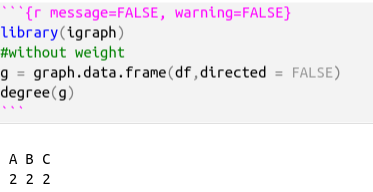 ```{r message=FALSE, warning=FALSE}
library(igraph)
#without weight
g = graph.data.frame(df,directed = FALSE)
degree(g)
```
A B C
2 2 2